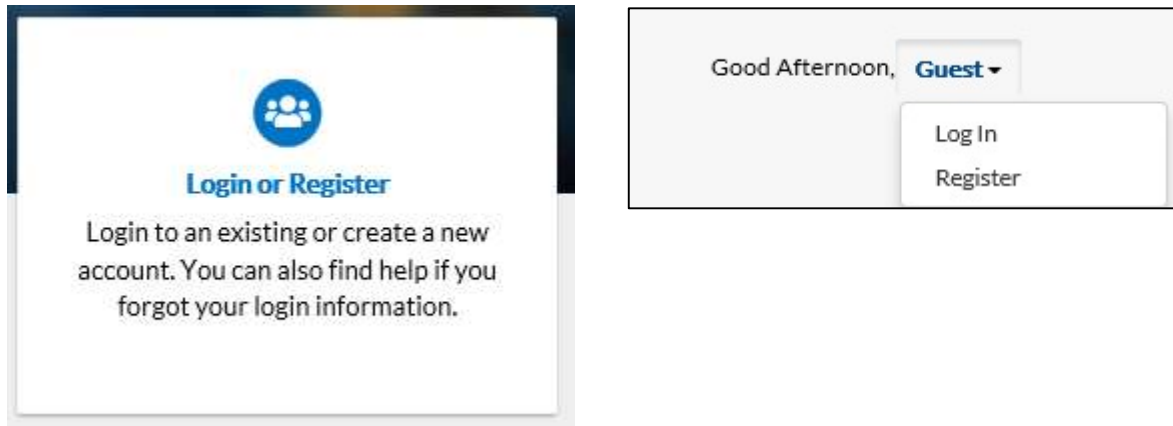 Login or Register
Login to an existing or create a new
account. You can also find help if you
forgot your login information.
Good Afternoon, Guest
Log In
Register